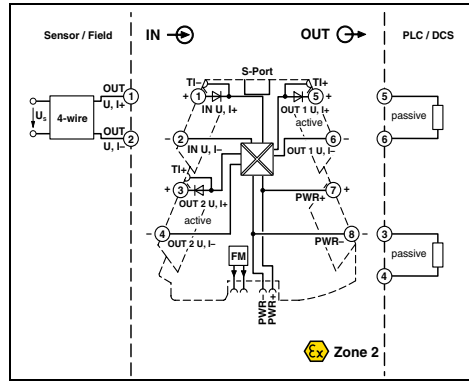 Sensor / Field
IN
OUT
PLC / DCS
S-Port
TI–
TI+
OUT
U, I+
1
+
1
IN U, I+
OUT 1 U, I+
5
+
5
active
passive
Us
4-wire
OUT
U, I–
2
–
2
IN U, I–
OUT 1 U, I–
6
–
6
TI+
+
3
OUT 2 U, I+
PWR+
7
+
active
–
4
OUT 2 U, I–
PWR–
8
–
3
passive
4
FM
PWR–
PWR+
Ex
Zone 2